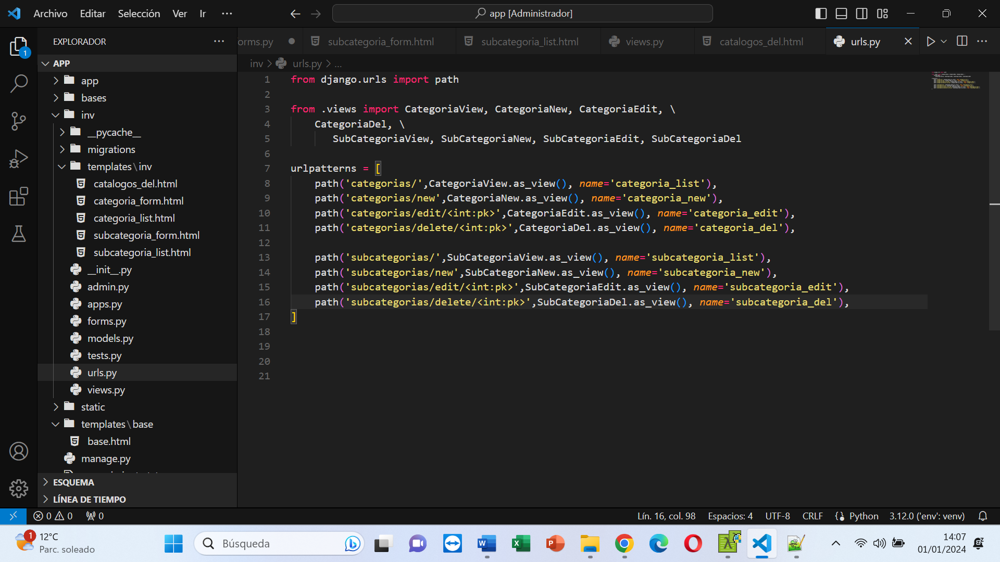 Archivo Editar Selección Ver Ir ··· app [Administrador]
EXPLORADOR ···
orms.py subcategoria_form.html subcategoria_list.html views.py catalogos_del.html urls.py ···
APP
app
bases
inv
__pycache__
migrations
templates\inv
catalogos_del.html
categoria_form.html
categoria_list.html
subcategoria_form.html
subcategoria_list.html
__init__.py
admin.py
apps.py
forms.py
models.py
tests.py
urls.py
views.py
static
templates\base
base.html
manage.py
ESQUEMA
LÍNEA DE TIEMPO
1
inv > urls.py > ...
1 from django.urls import path
2
3 from .views import CategoriaView, CategoriaNew, CategoriaEdit, \
4 CategoriaDel, \
5 SubCategoriaView, SubCategoriaNew, SubCategoriaEdit, SubCategoriaDel
6
7 urlpatterns = [
8 path('categorias/',CategoriaView.as_view(), name='categoria_list'),
9 path('categorias/new',CategoriaNew.as_view(), name='categoria_new'),
10 path('categorias/edit/<int:pk>',CategoriaEdit.as_view(), name='categoria_edit'),
11 path('categorias/delete/<int:pk>',CategoriaDel.as_view(), name='categoria_del'),
12
13 path('subcategorias/',SubCategoriaView.as_view(), name='subcategoria_list'),
14 path('subcategorias/new',SubCategoriaNew.as_view(), name='subcategoria_new'),
15 path('subcategorias/edit/<int:pk>',SubCategoriaEdit.as_view(), name='subcategoria_edit'),
16 path('subcategorias/delete/<int:pk>',SubCategoriaDel.as_view(), name='subcategoria_del'),
17 ]
18
19
20
21
0 0 0 Lín. 16, col. 98 Espacios: 4 UTF-8 CRLF Python 3.12.0 ('env': venv)
1 12°C
Parc. soleado
Búsqueda
14:07
01/01/2024